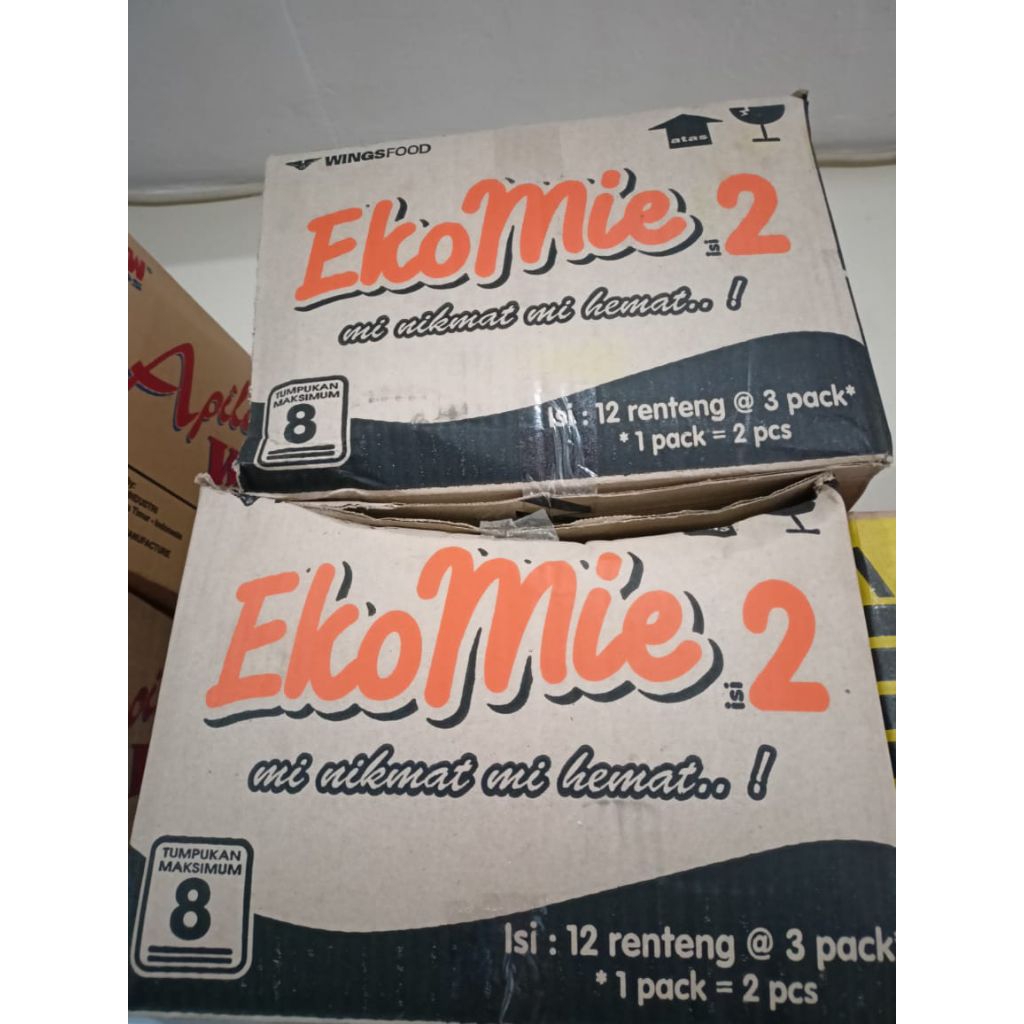 WINGSFOOD
atas
EkoMie isi 2
mi nikmat mi hemat.. !
TUMPUKAN
MAKSIMUM
8
Isi : 12 renteng @ 3 pack*
* 1 pack = 2 pcs
EkoMie isi 2
mi nikmat mi hemat.. !
TUMPUKAN
MAKSIMUM
8
Isi : 12 renteng @ 3 pack*
* 1 pack = 2 pcs